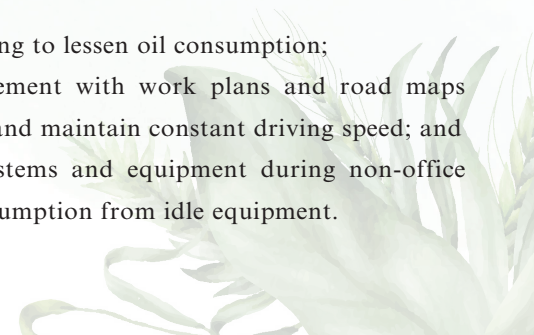 ng to lessen oil consumption;
ement with work plans and road maps
and maintain constant driving speed; and
stems and equipment during non-office
umption from idle equipment.